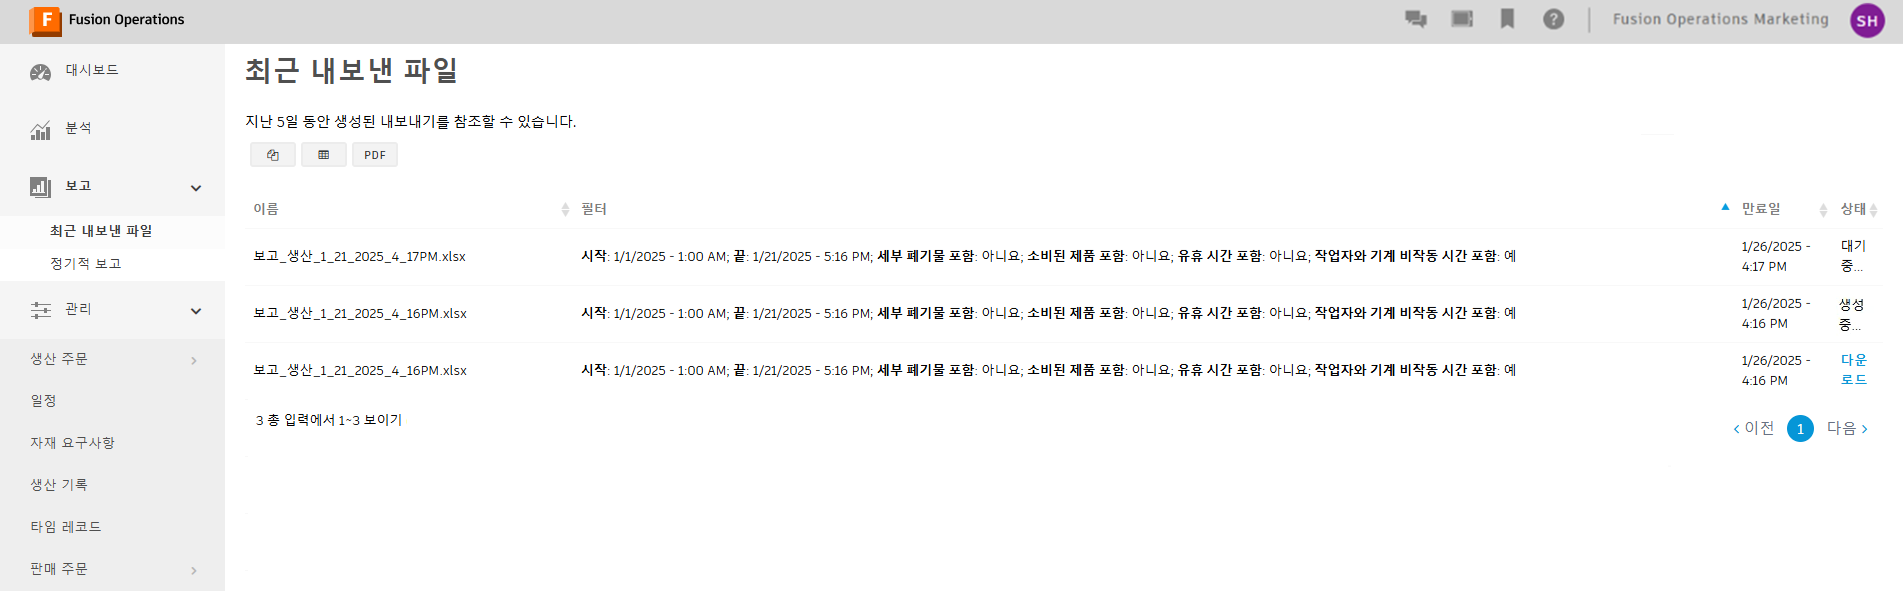 F Fusion Operations
Fusion Operations Marketing
SH
대시보드
분석
보고
최근 내보낸 파일
정기적 보고
관리
생산 주문
일정
자재 요구사항
생산 기록
타임 레코드
판매 주문
최근 내보낸 파일
지난 5일 동안 생성된 내보내기를 참조할 수 있습니다.
PDF
이름 필터 만료일 상태
보고_생산_1_21_2025_4_17PM.xlsx 시작: 1/1/2025 - 1:00 AM; 끝: 1/21/2025 - 5:16 PM; 세부 폐기물 포함: 아니요; 소비된 제품 포함: 아니요; 유휴 시간 포함: 아니요; 작업자와 기계 비작동 시간 포함: 예
1/26/2025 - 대기
4:17 PM 중...
보고_생산_1_21_2025_4_16PM.xlsx 시작: 1/1/2025 - 1:00 AM; 끝: 1/21/2025 - 5:16 PM; 세부 폐기물 포함: 아니요; 소비된 제품 포함: 아니요; 유휴 시간 포함: 아니요; 작업자와 기계 비작동 시간 포함: 예
1/26/2025 - 생성
4:16 PM 중...
보고_생산_1_21_2025_4_16PM.xlsx 시작: 1/1/2025 - 1:00 AM; 끝: 1/21/2025 - 5:16 PM; 세부 폐기물 포함: 아니요; 소비된 제품 포함: 아니요; 유휴 시간 포함: 아니요; 작업자와 기계 비작동 시간 포함: 예
1/26/2025 - 다운
4:16 PM 로드
3 총 입력에서 1~3 보이기
‹ 이전 1 다음 ›